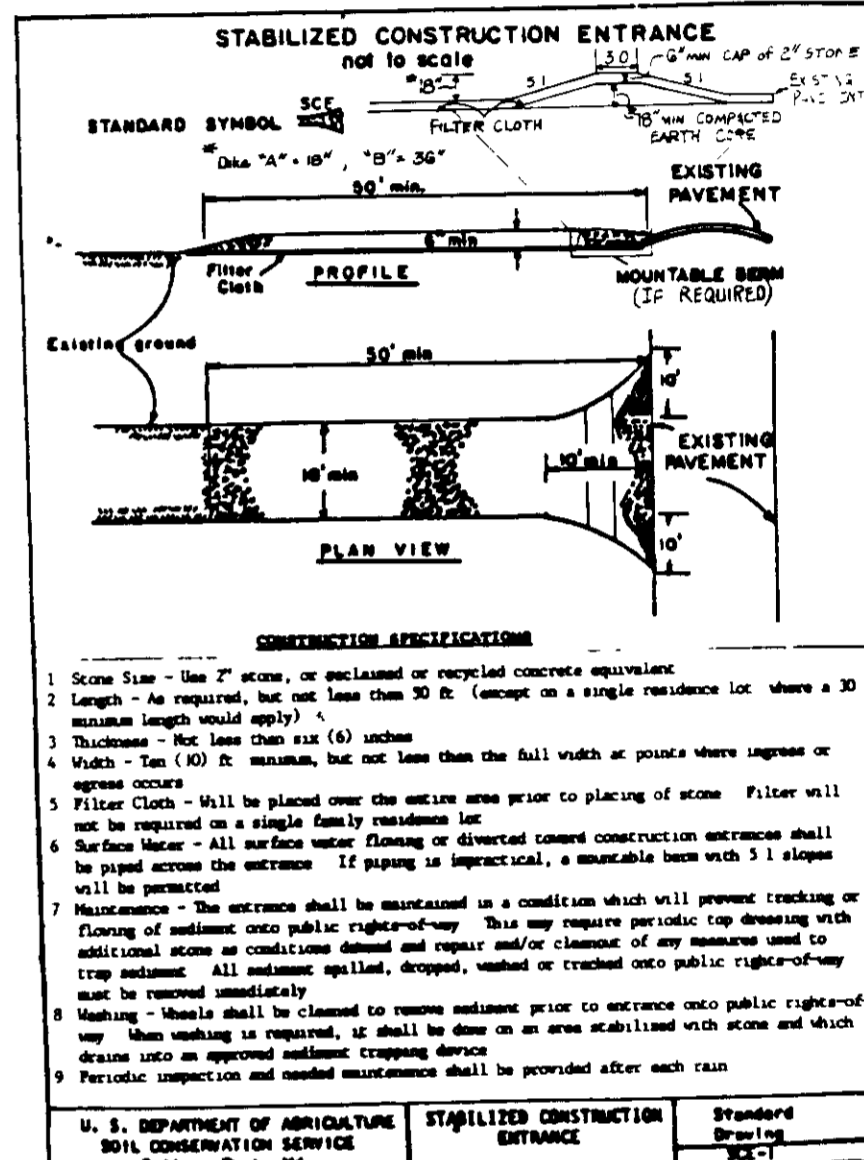 STABILIZED CONSTRUCTION ENTRANCE
not to scale
3.0
6" MIN CAP of 2" STONE
*18"
5 1
5 1
EXISTING
PAVEMENT
STANDARD SYMBOL
SCE
FILTER CLOTH
*18" MIN COMPACTED
EARTH CORE
* Dike "A" = 18", "B" = 36"
50' min.
EXISTING
PAVEMENT
6" min
Filter
Cloth
PROFILE
MOUNTABLE BERM
(IF REQUIRED)
Existing ground
50' min
10'
10' min
10' min
EXISTING
PAVEMENT
10'
PLAN VIEW
CONSTRUCTION SPECIFICATIONS
1 Stone Size - Use 2" stone, or reclaimed or recycled concrete equivalent
2 Length - As required, but not less than 50 ft (except on a single residence lot where a 30
minimum length would apply)
3 Thickness - Not less than six (6) inches
4 Width - Ten (10) ft minimum, but not less than the full width at points where ingress or
egress occurs
5 Filter Cloth - Will be placed over the entire area prior to placing of stone Filter will
not be required on a single family residence lot
6 Surface Water - All surface water flowing or diverted toward construction entrances shall
be piped across the entrance If piping is impractical, a mountable berm with 5 1 slopes
will be permitted
7 Maintenance - The entrance shall be maintained in a condition which will prevent tracking or
flowing of sediment onto public rights-of-way This may require periodic top dressing with
additional stone as conditions demand and repair and/or cleanout of any measures used to
trap sediment All sediment spilled, dropped, washed or tracked onto public rights-of-way
must be removed immediately
8 Washing - Wheels shall be cleaned to remove sediment prior to entrance onto public rights-of-
way When washing is required, it shall be done on an area stabilized with stone and which
drains into an approved sediment trapping device
9 Periodic inspection and needed maintenance shall be provided after each rain
U. S. DEPARTMENT OF AGRICULTURE
SOIL CONSERVATION SERVICE
STABILIZED CONSTRUCTION
ENTRANCE
Standard
Drawing
SCE-1